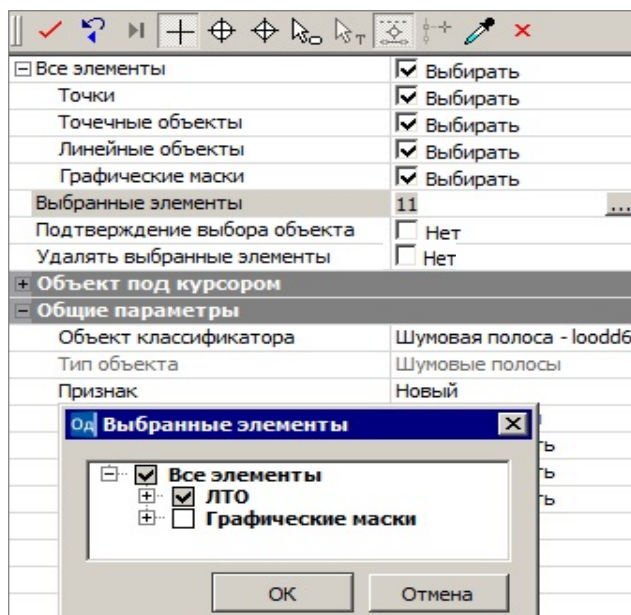 Все элементы Выбирать
Точки Выбирать
Точечные объекты Выбирать
Линейные объекты Выбирать
Графические маски Выбирать
Выбранные элементы 11 ...
Подтверждение выбора объекта Нет
Удалять выбранные элементы Нет
Объект под курсором
Общие параметры
Объект классификатора Шумовая полоса - loodd6
Тип объекта Шумовые полосы
Признак Новый
Од Выбранные элементы
Все элементы
ЛТО
Графические маски
ОК Отмена